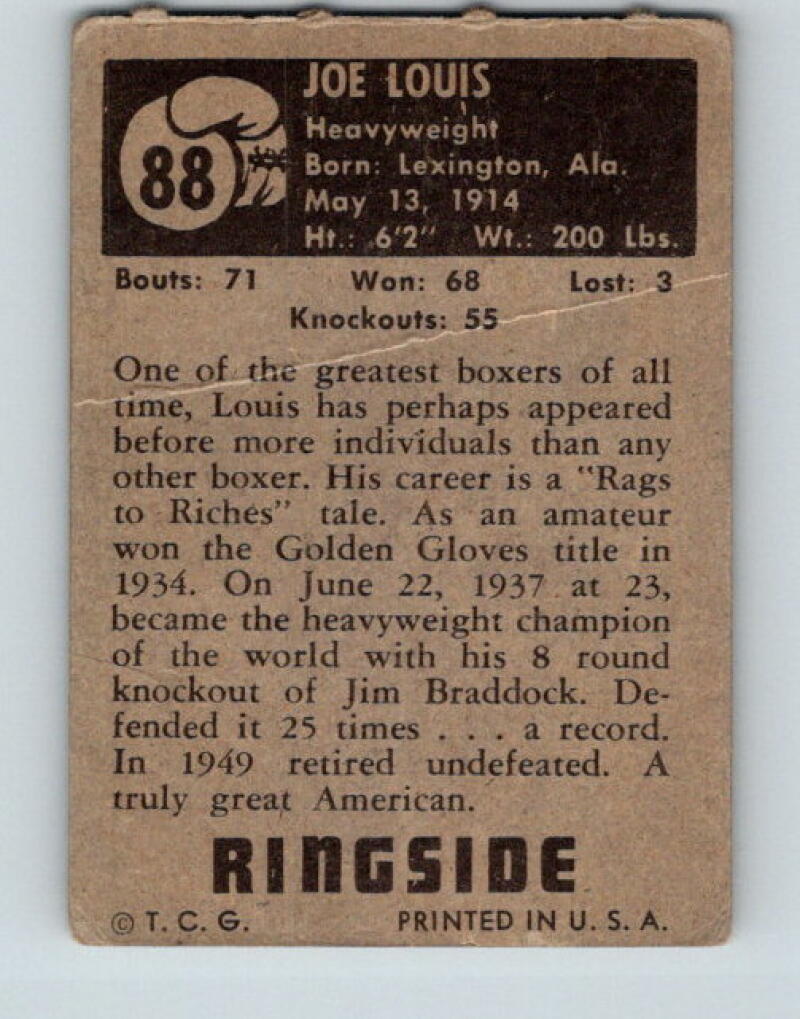 88
JOE LOUIS
Heavyweight
Born: Lexington, Ala.
May 13, 1914
Ht.: 6'2" Wt.: 200 Lbs.
Bouts: 71 Won: 68 Lost: 3
Knockouts: 55
One of the greatest boxers of all
time, Louis has perhaps appeared
before more individuals than any
other boxer. His career is a "Rags
to Riches" tale. As an amateur
won the Golden Gloves title in
1934. On June 22, 1937 at 23,
became the heavyweight champion
of the world with his 8 round
knockout of Jim Braddock. De-
fended it 25 times . . . a record.
In 1949 retired undefeated. A
truly great American.
RINGSIDE
© T. C. G. PRINTED IN U. S. A.